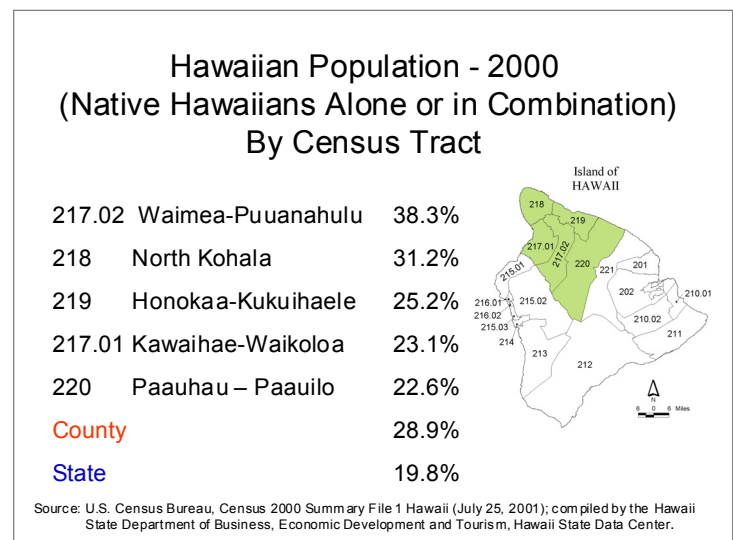 Hawaiian Population - 2000
(Native Hawaiians Alone or in Combination)
By Census Tract
217.02 Waimea-Puuanahulu 38.3%
218 North Kohala 31.2%
219 Honokaa-Kukuihaele 25.2%
217.01 Kawaihae-Waikoloa 23.1%
220 Paauhau – Paauilo 22.6%
County 28.9%
State 19.8%
Island of
HAWAII
218
219
217.01
217.02
220
221
201
215.01
202
216.01
215.02
210.01
216.02
210.02
215.03
211
214
213
212
N
6 0 6 Miles
Source: U.S. Census Bureau, Census 2000 Summary File 1 Hawaii (July 25, 2001); compiled by the Hawaii
State Department of Business, Economic Development and Tourism, Hawaii State Data Center.